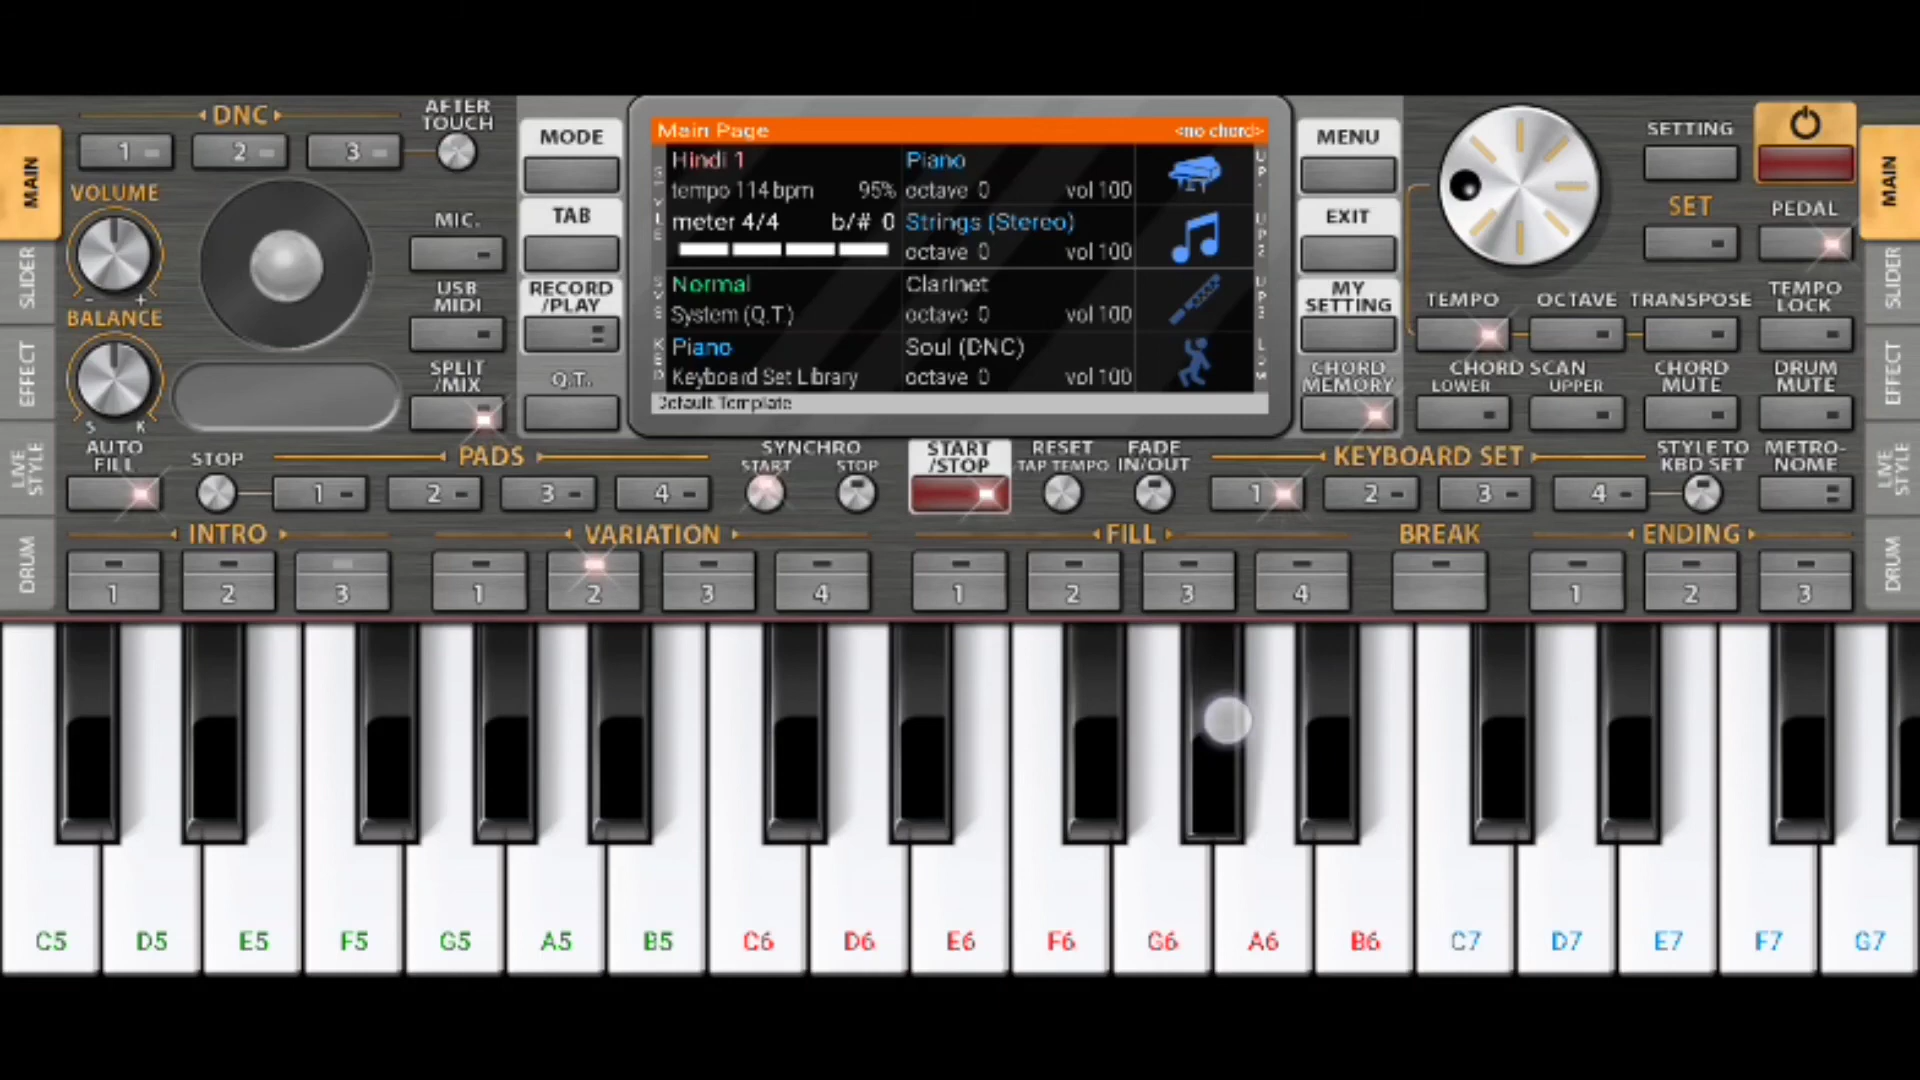 DNC
1 2 3
AFTER
TOUCH
VOLUME
- +
BALANCE
S K
MIC.
USB
MIDI
SPLIT
/MIX
MODE
TAB
RECORD
/PLAY
Q.T.
Main Page <no chord>
Hindi 1 Piano
tempo 114 bpm 95% octave 0 vol 100
meter 4/4 b/# 0 Strings (Stereo)
octave 0 vol 100
Normal Clarinet
System (Q.T.) octave 0 vol 100
Piano Soul (DNC)
Keyboard Set Library octave 0 vol 100
Default Template
MENU
EXIT
MY
SETTING
CHORD
MEMORY
SETTING
SET
PEDAL
TEMPO OCTAVE TRANSPOSE TEMPO
LOCK
CHORD SCAN
LOWER UPPER
CHORD
MUTE
DRUM
MUTE
MAIN
SLIDER
EFFECT
LIVE
STYLE
DRUM
MAIN
SLIDER
EFFECT
LIVE
STYLE
DRUM
AUTO
FILL
STOP
PADS
1 2 3 4
SYNCHRO
START STOP
START
/STOP
RESET
TAP TEMPO
FADE
IN/OUT
KEYBOARD SET
1 2 3 4
STYLE TO
KBD SET
METRO-
NOME
INTRO
1 2 3
VARIATION
1 2 3 4
FILL
1 2 3 4
BREAK
ENDING
1 2 3
C5 D5 E5 F5 G5 A5 B5 C6 D6 E6 F6 G6 A6 B6 C7 D7 E7 F7 G7